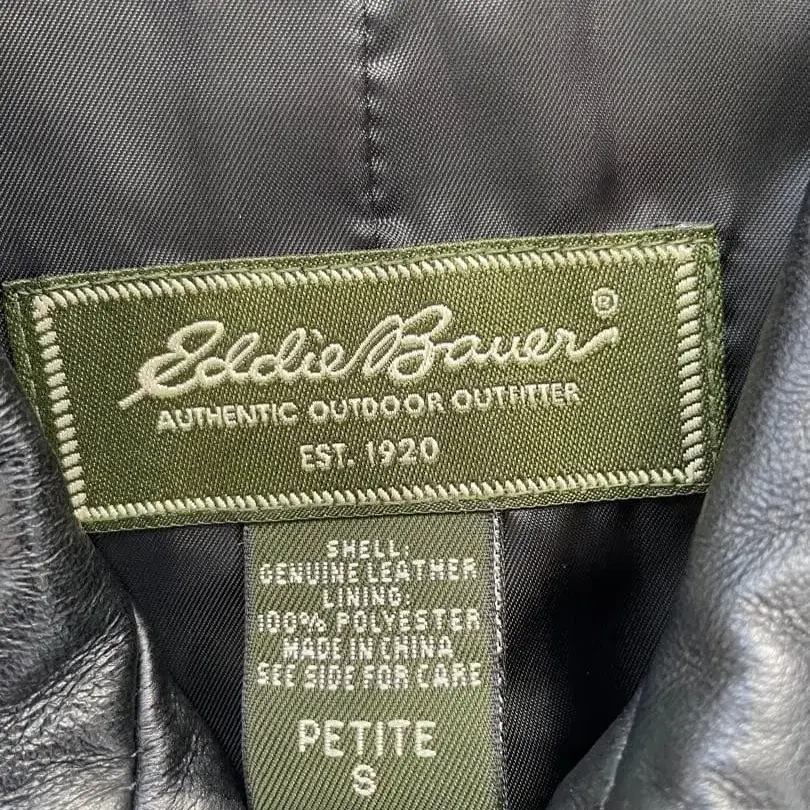 Eddie Bauer®
AUTHENTIC OUTDOOR OUTFITTER
EST. 1920
SHELL:
GENUINE LEATHER
LINING:
100% POLYESTER
MADE IN CHINA
SEE SIDE FOR CARE
PETITE
S